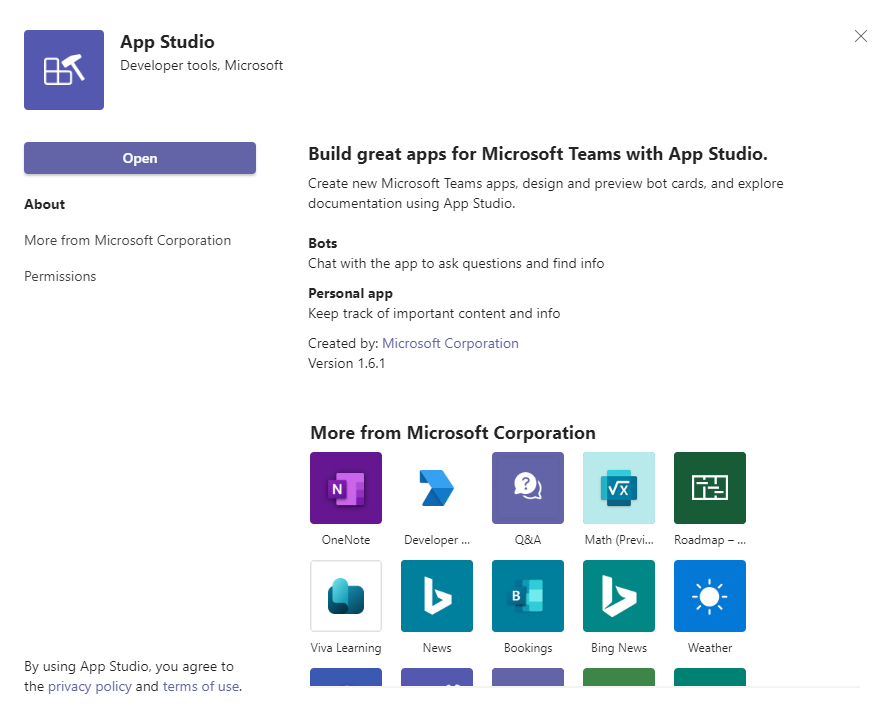 App Studio
Developer tools, Microsoft
Open
About
More from Microsoft Corporation
Permissions
By using App Studio, you agree to
the privacy policy and terms of use.
Build great apps for Microsoft Teams with App Studio.
Create new Microsoft Teams apps, design and preview bot cards, and explore
documentation using App Studio.
Bots
Chat with the app to ask questions and find info
Personal app
Keep track of important content and info
Created by: Microsoft Corporation
Version 1.6.1
More from Microsoft Corporation
N
?
√x
OneNote
Developer ...
Q&A
Math (Previ...
Roadmap – ...
B
Viva Learning
News
Bookings
Bing News
Weather